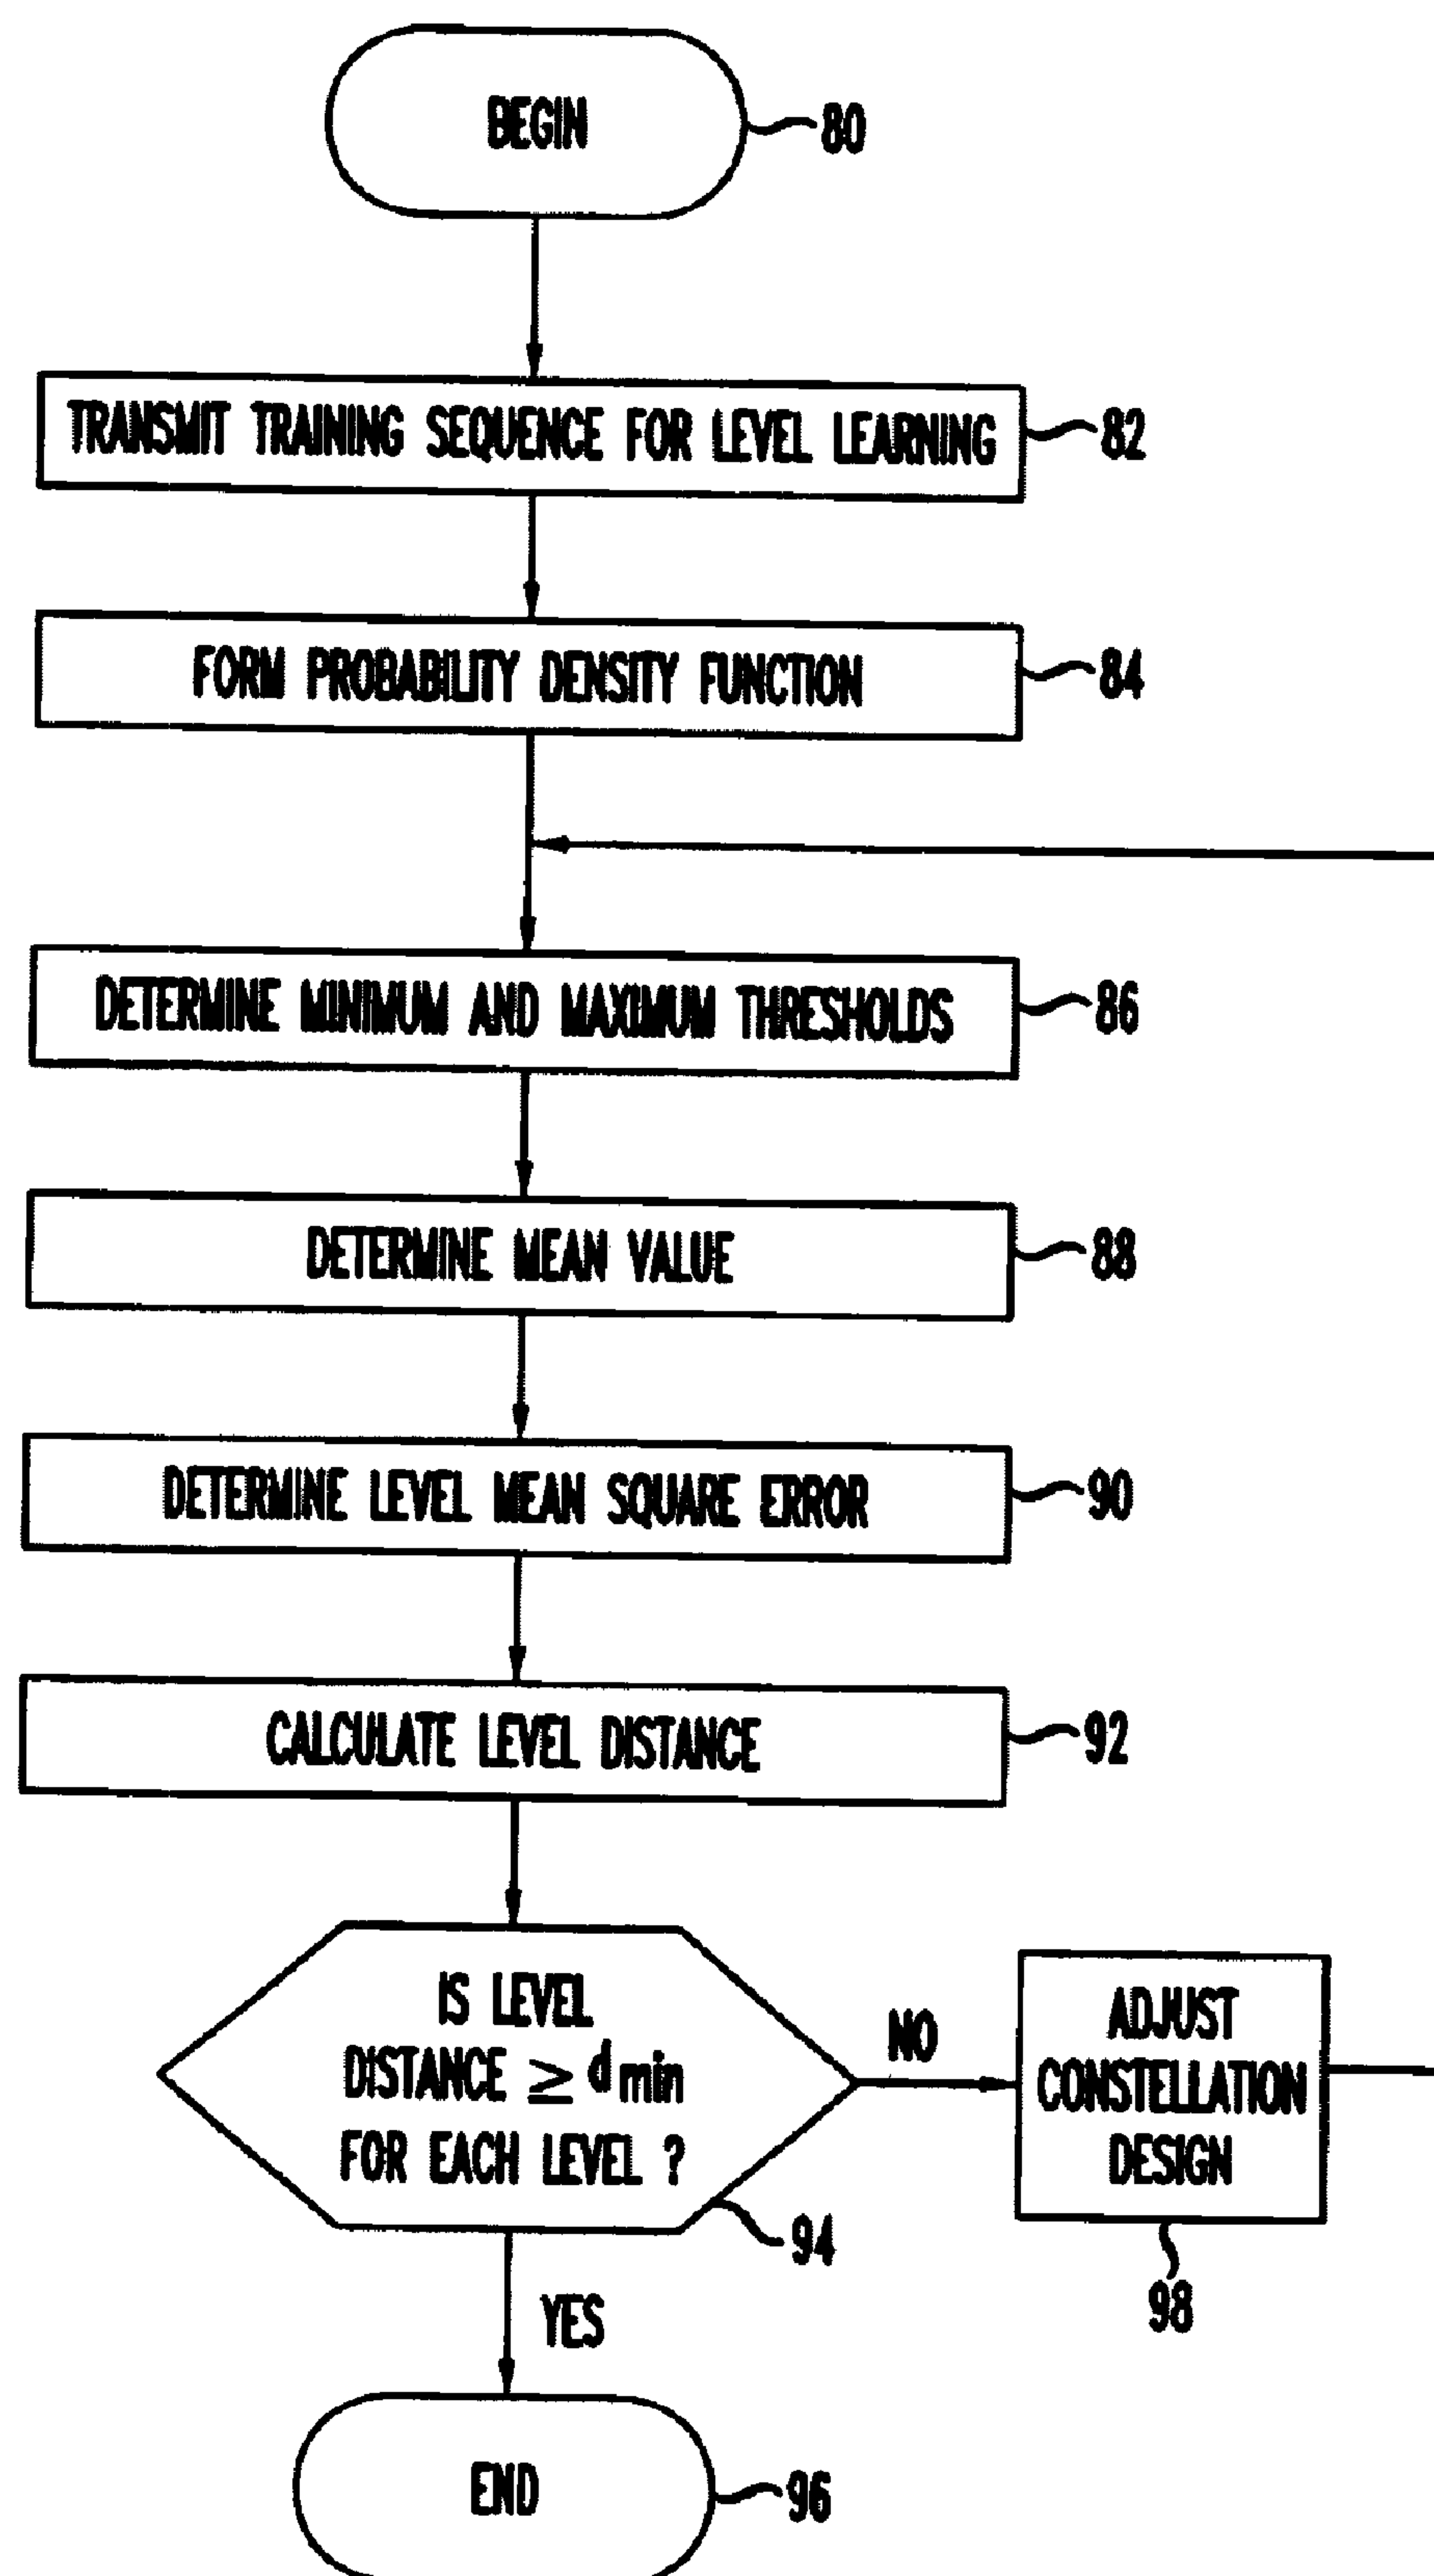 BEGIN
80
TRANSMIT TRAINING SEQUENCE FOR LEVEL LEARNING
82
FORM PROBABILITY DENSITY FUNCTION
84
DETERMINE MINIMUM AND MAXIMUM THRESHOLDS
86
DETERMINE MEAN VALUE
88
DETERMINE LEVEL MEAN SQUARE ERROR
90
CALCULATE LEVEL DISTANCE
92
IS LEVEL
DISTANCE ≥ d min
FOR EACH LEVEL ?
94
NO
ADJUST
CONSTELLATION
DESIGN
98
YES
END
96